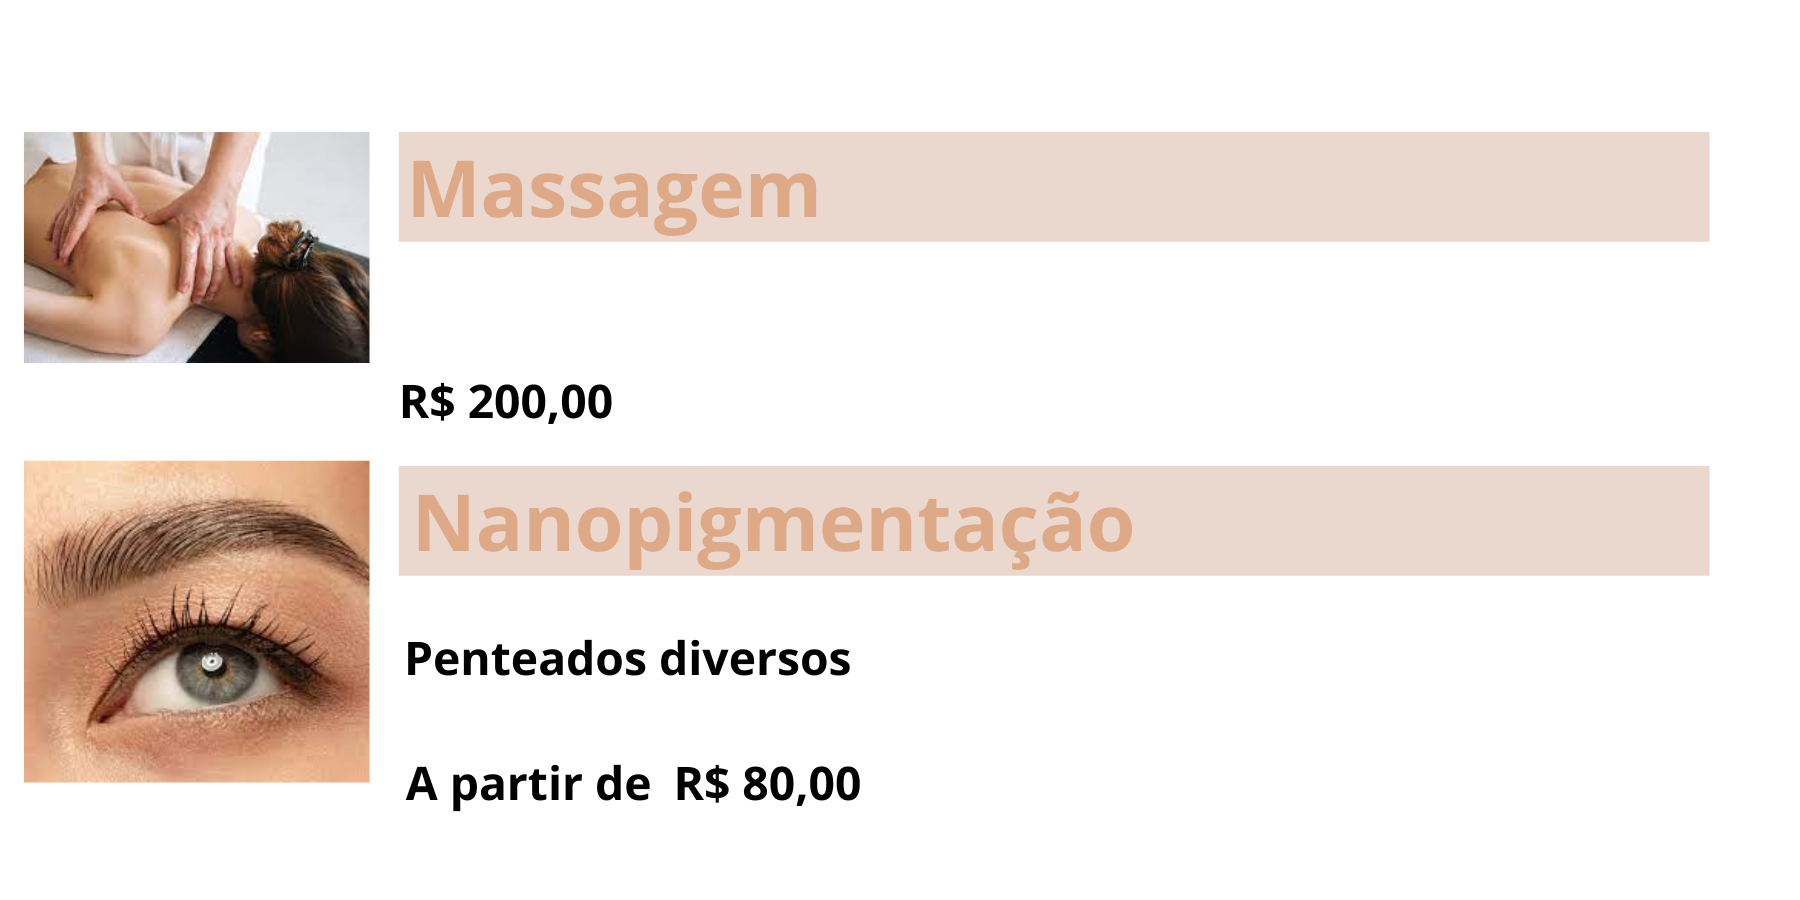 Massagem
R$ 200,00
Nanopigmentação
Penteados diversos
A partir de  R$ 80,00